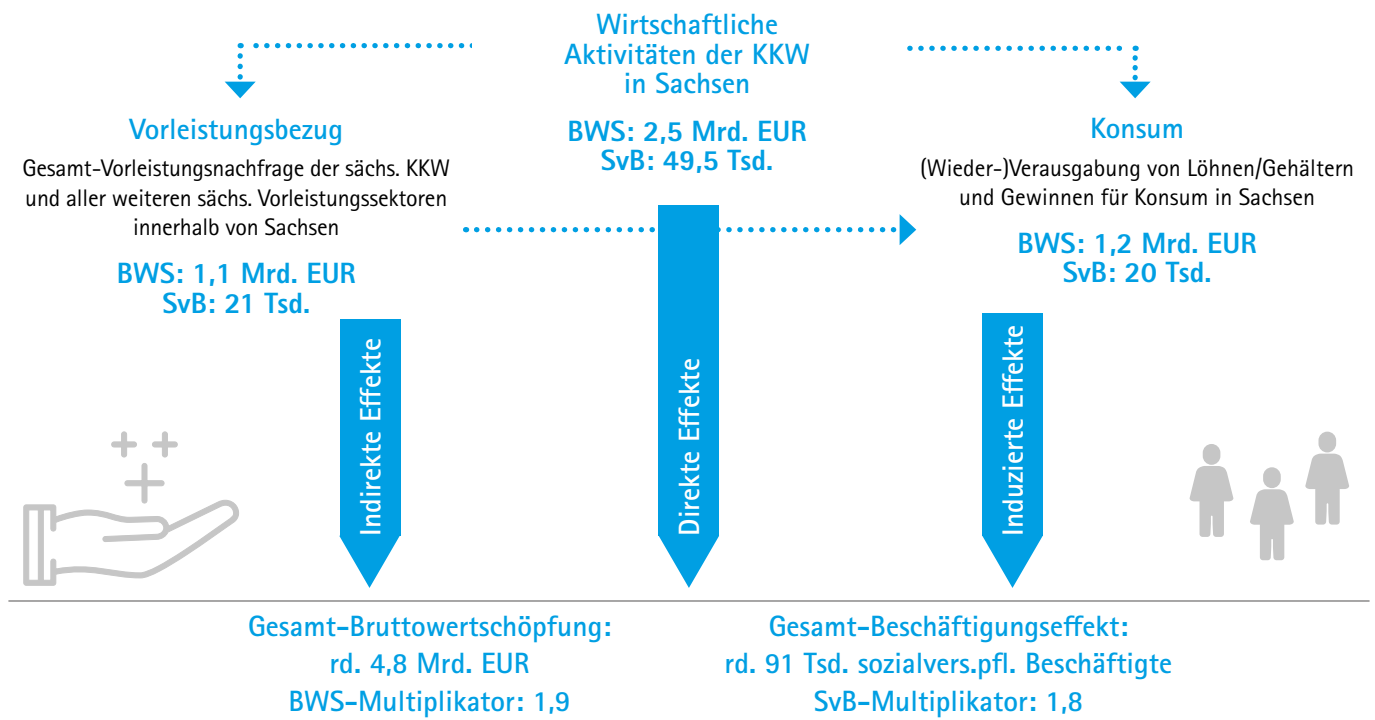 Wirtschaftliche
Aktivitäten der KKW
in Sachsen
BWS: 2,5 Mrd. EUR
SvB: 49,5 Tsd.
Vorleistungsbezug
Gesamt-Vorleistungsnachfrage der sächs. KKW
und aller weiteren sächs. Vorleistungssektoren
innerhalb von Sachsen
BWS: 1,1 Mrd. EUR
SvB: 21 Tsd.
Konsum
(Wieder-)Verausgabung von Löhnen/Gehältern
und Gewinnen für Konsum in Sachsen
BWS: 1,2 Mrd. EUR
SvB: 20 Tsd.
Indirekte Effekte
Direkte Effekte
Induzierte Effekte
Gesamt-Bruttowertschöpfung:
rd. 4,8 Mrd. EUR
BWS-Multiplikator: 1,9
Gesamt-Beschäftigungseffekt:
rd. 91 Tsd. sozialvers.pfl. Beschäftigte
SvB-Multiplikator: 1,8